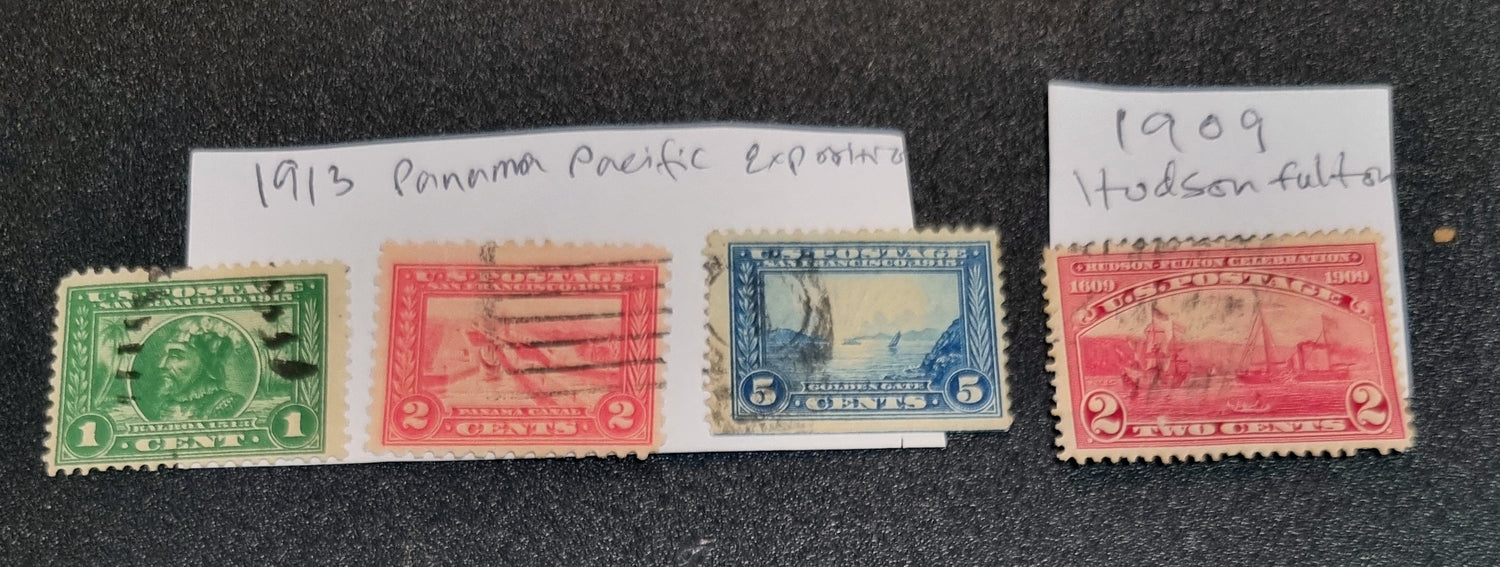 1913 Panama Pacific
1909
Hudson fulton
U.S. POSTAGE
SAN FRANCISCO, 1915
BALBOA 1513
1 CENT 1
U.S. POSTAGE
SAN FRANCISCO, 1915
PANAMA CANAL
2 CENTS 2
U.S. POSTAGE
SAN FRANCISCO, 1915
GOLDEN GATE
5 CENTS 5
HUDSON-FULTON CELEBRATION
1609 1909
U.S. POSTAGE
2 TWO CENTS 2